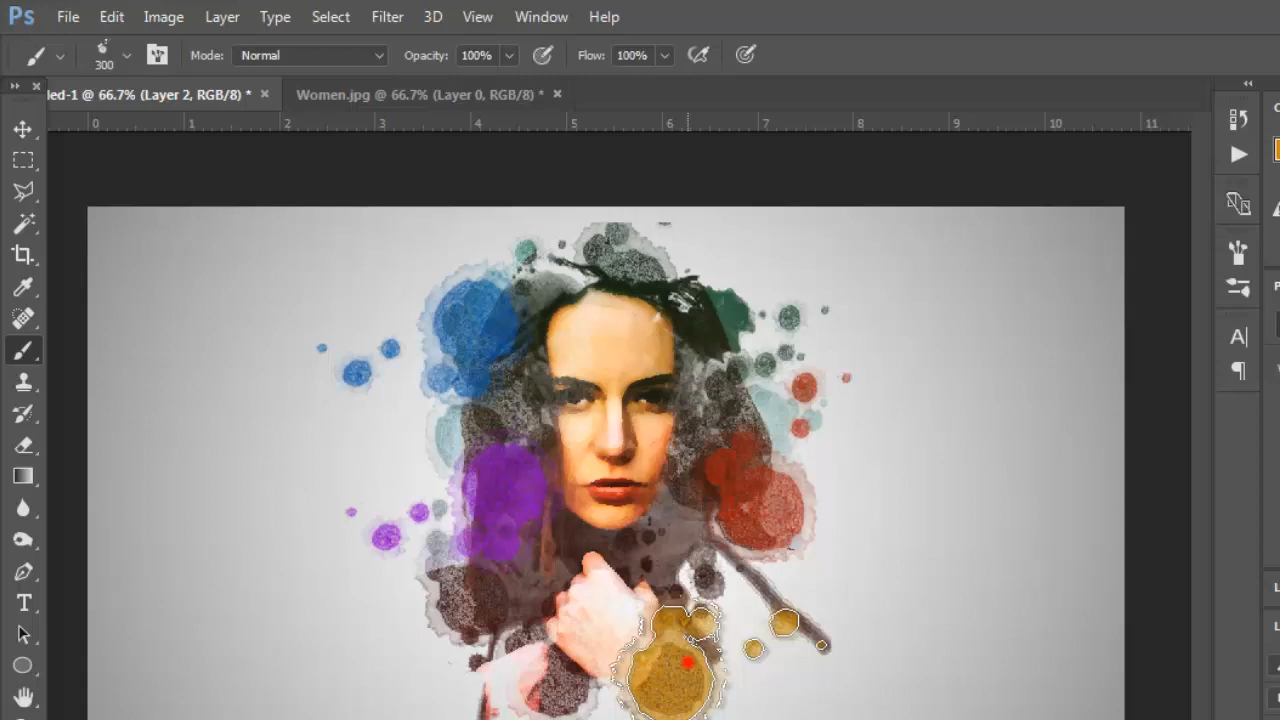 Ps File Edit Image Layer Type Select Filter 3D View Window Help
300 Mode: Normal Opacity: 100% Flow: 100%
led-1 @ 66.7% (Layer 2, RGB/8) * × Women.jpg @ 66.7% (Layer 0, RGB/8) * ×
0 1 2 3 4 5 6 7 8 9 10 11
A
T